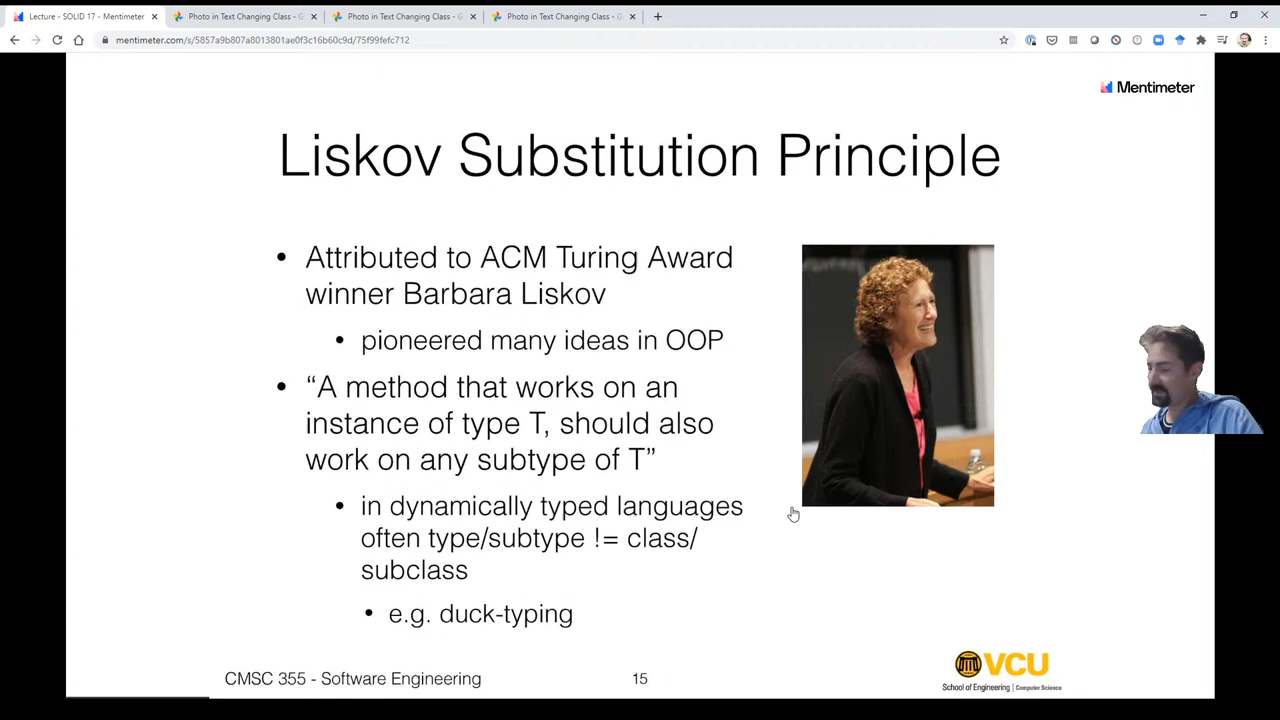 Lecture - SOLID 17 - Mentimeter
Photo in Text Changing Class - G
Photo in Text Changing Class - G
Photo in Text Changing Class - G
mentimeter.com/s/5857a9b807a8013801ae0f3c16b60c9d/75f99fefc712
Mentimeter
Liskov Substitution Principle
• Attributed to ACM Turing Award
winner Barbara Liskov
• pioneered many ideas in OOP
• “A method that works on an
instance of type T, should also
work on any subtype of T”
• in dynamically typed languages
often type/subtype != class/
subclass
• e.g. duck-typing
CMSC 355 - Software Engineering
15
VCU
School of Engineering | Computer Science